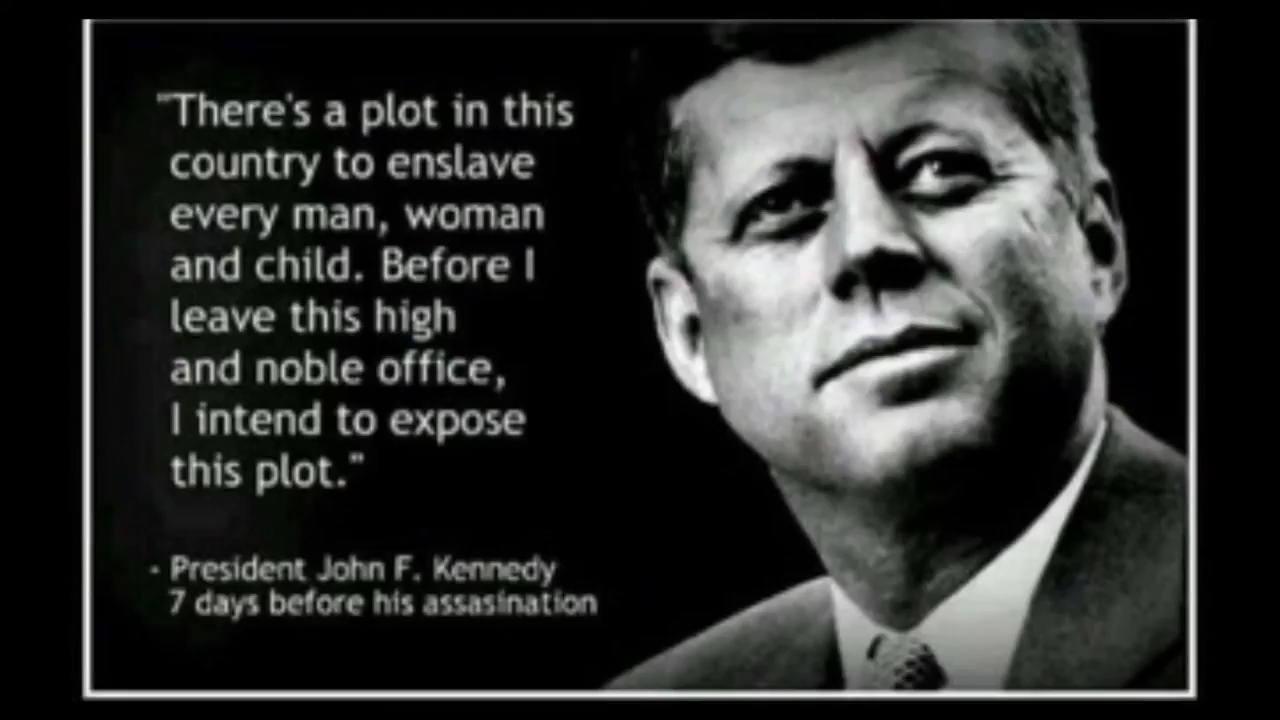 "There's a plot in this
country to enslave
every man, woman
and child. Before I
leave this high
and noble office,
I intend to expose
this plot."
- President John F. Kennedy
7 days before his assasination